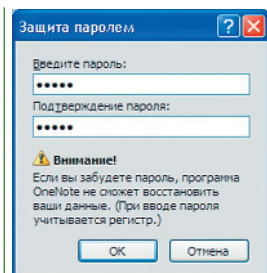 Защита паролем
Введите пароль:
•••••
Подтверждение пароля:
•••••
Внимание!
Если вы забудете пароль, программа
OneNote не сможет восстановить
ваши данные. (При вводе пароля
учитывается регистр.)
ОК
Отмена